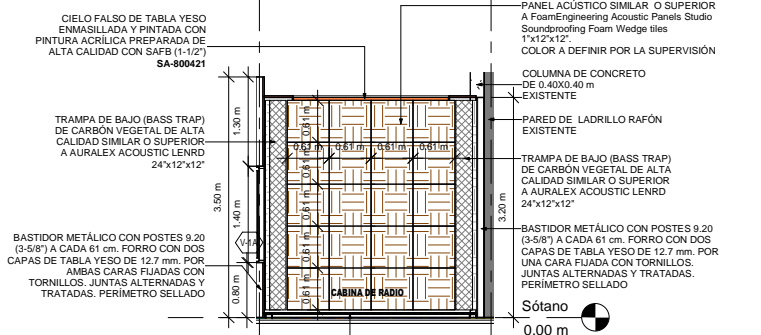 CIELO FALSO DE TABLA YESO
ENMASILLADA Y PINTADA CON
PINTURA ACRÍLICA PREPARADA DE
ALTA CALIDAD CON SAFB (1-1/2")
SA-800421
TRAMPA DE BAJO (BASS TRAP)
DE CARBÓN VEGETAL DE ALTA
CALIDAD SIMILAR O SUPERIOR
A AURALEX ACOUSTIC LENRD
24"x12"x12"
BASTIDOR METÁLICO CON POSTES 9.20
(3-5/8") A CADA 61 cm. FORRO CON DOS
CAPAS DE TABLA YESO DE 12.7 mm. POR
AMBAS CARAS FIJADAS CON
TORNILLOS. JUNTAS ALTERNADAS Y
TRATADAS. PERÍMETRO SELLADO
3.50 m
1.30 m
1.40 m
0.80 m
V-1A
0.61 m
0.61 m
0.61 m
0.61 m
0.61 m
0.61 m 0.61 m 0.61 m 0.61 m
CABINA DE RADIO
PANEL ACÚSTICO SIMILAR O SUPERIOR
A FoamEngineering Acoustic Panels Studio
Soundproofing Foam Wedge tiles
1"x12"x12".
COLOR A DEFINIR POR LA SUPERVISIÓN
COLUMNA DE CONCRETO
DE 0.40X0.40 m
EXISTENTE
PARED DE LADRILLO RAFÓN
EXISTENTE
TRAMPA DE BAJO (BASS TRAP)
DE CARBÓN VEGETAL DE ALTA
CALIDAD SIMILAR O SUPERIOR
A AURALEX ACOUSTIC LENRD
24"x12"x12"
3.20 m
BASTIDOR METÁLICO CON POSTES 9.20
(3-5/8") A CADA 61 cm. FORRO CON DOS
CAPAS DE TABLA YESO DE 12.7 mm. POR
UNA CARA FIJADA CON TORNILLOS.
JUNTAS ALTERNADAS Y TRATADAS.
PERÍMETRO SELLADO
Sótano
0.00 m